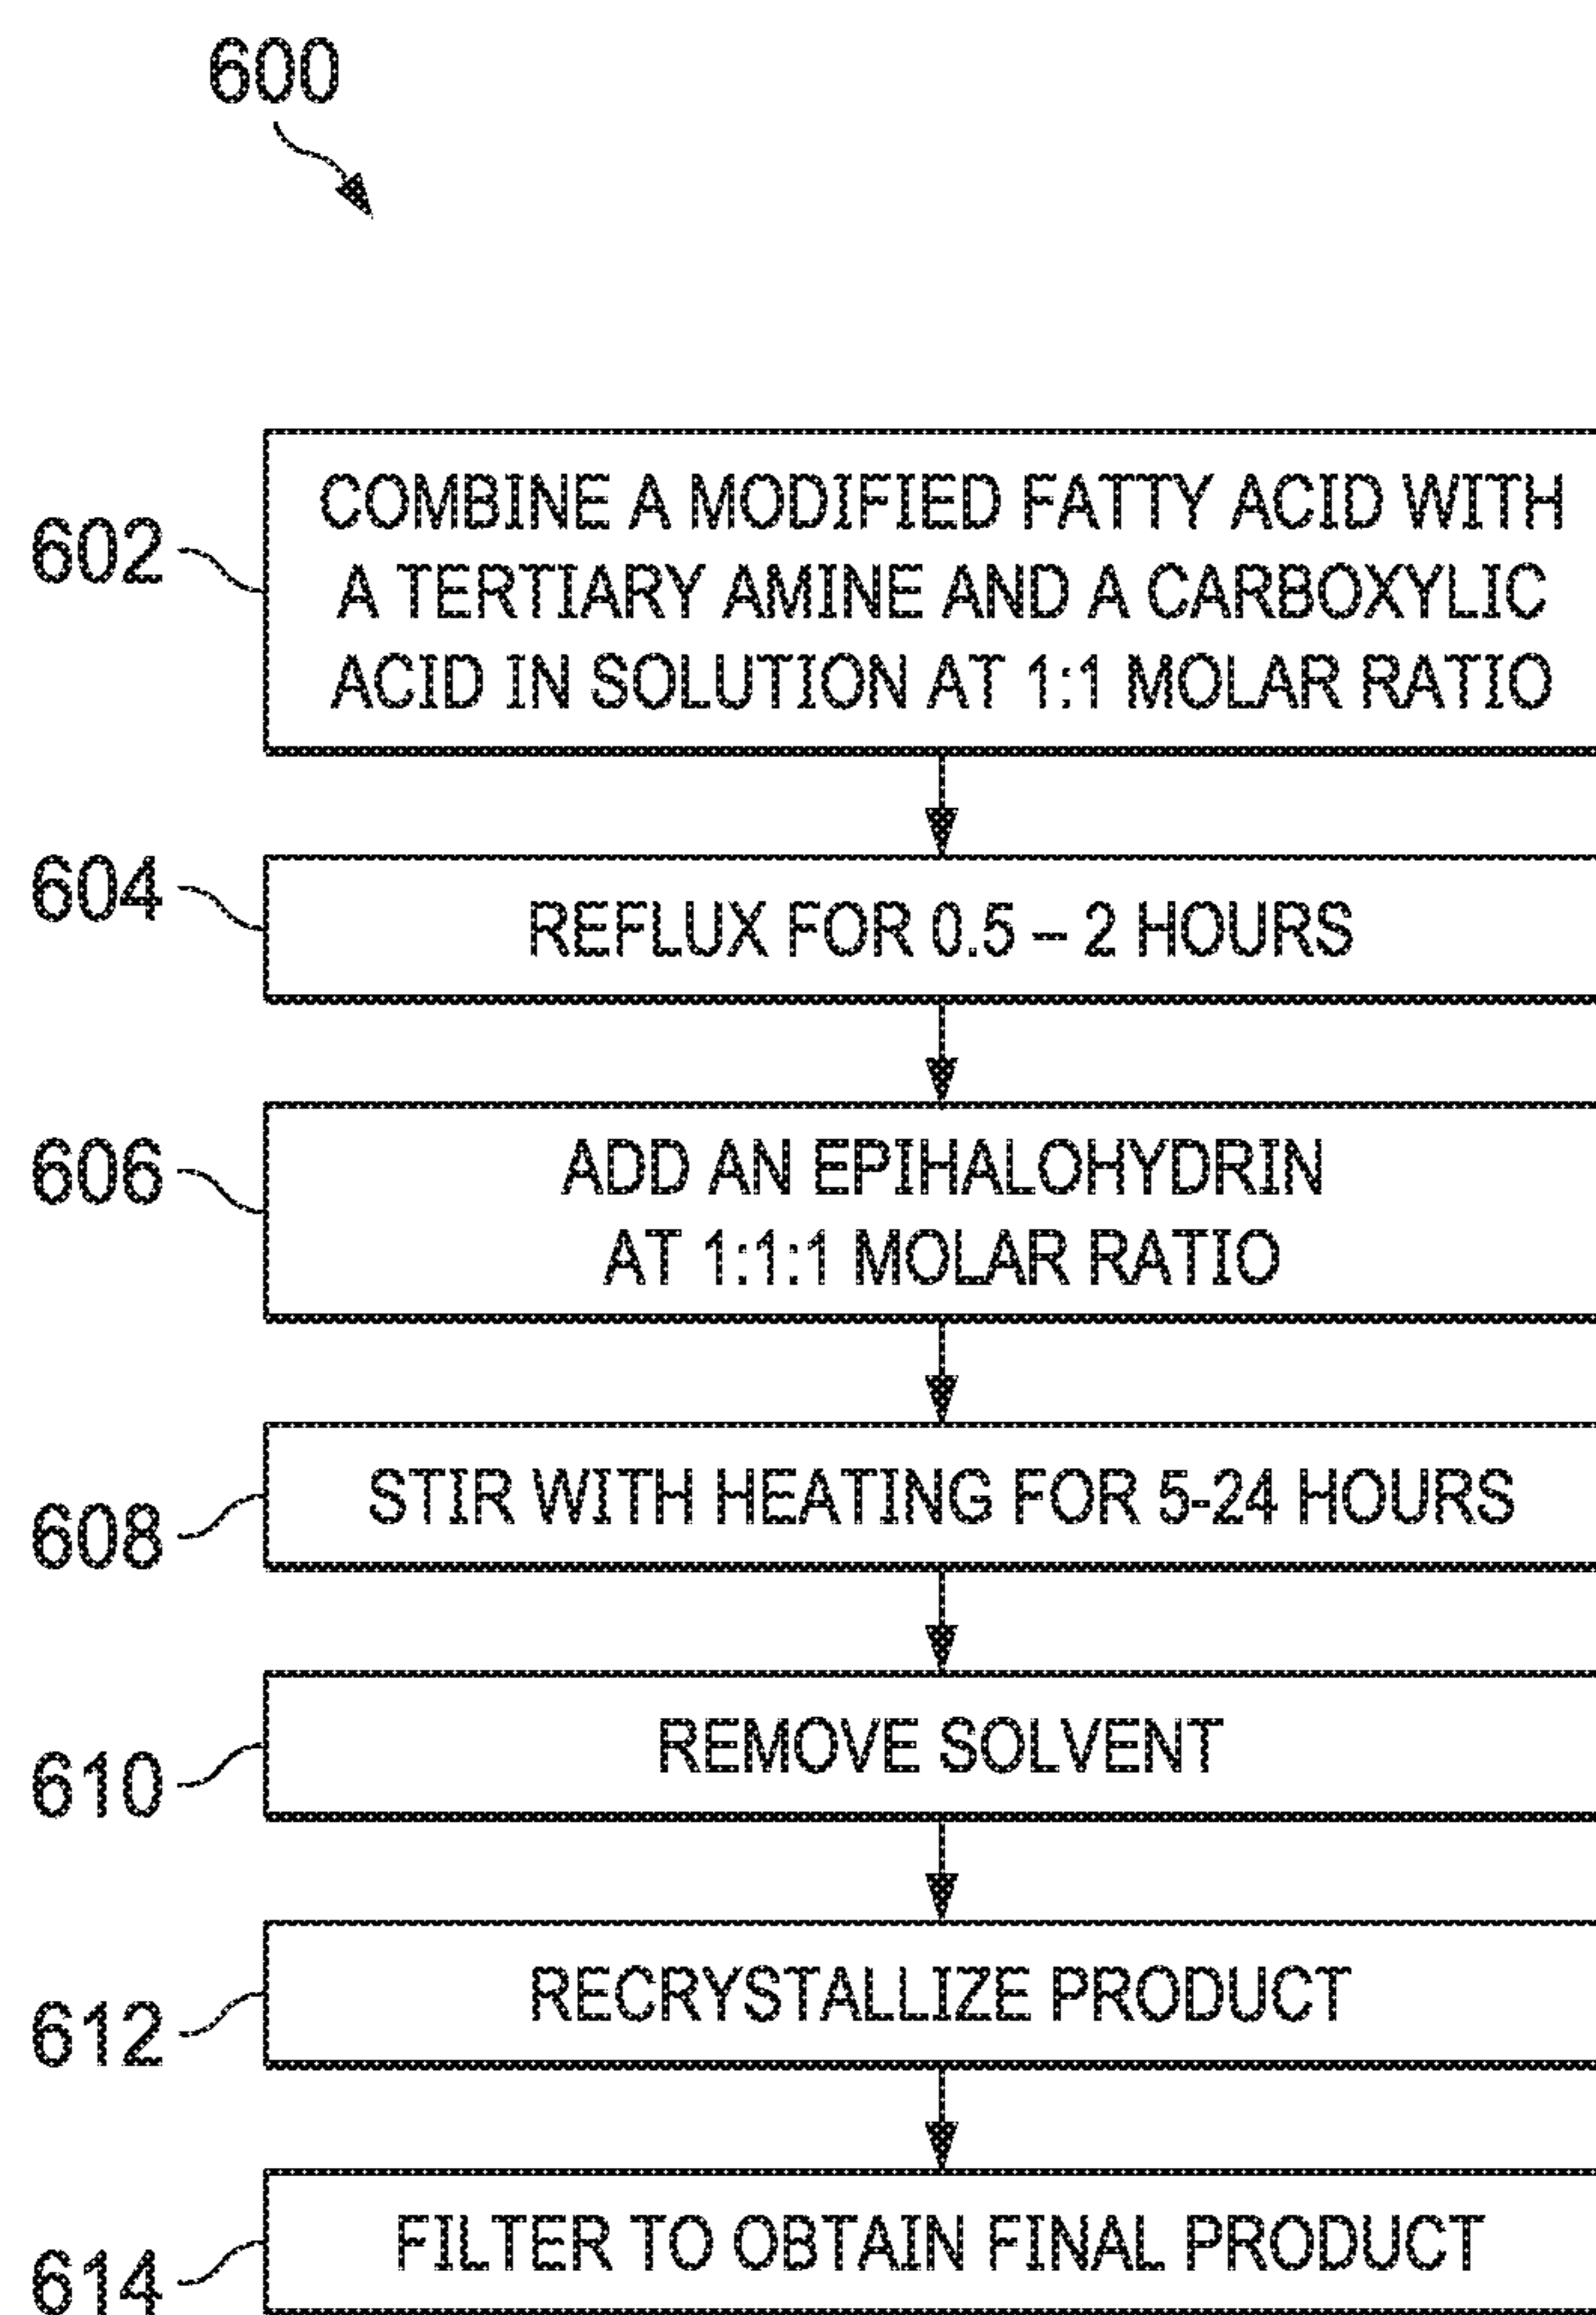 600
602
COMBINE A MODIFIED FATTY ACID WITH
A TERTIARY AMINE AND A CARBOXYLIC
ACID IN SOLUTION AT 1:1 MOLAR RATIO
604
REFLUX FOR 0.5 – 2 HOURS
606
ADD AN EPIHALOHYDRIN
AT 1:1:1 MOLAR RATIO
608
STIR WITH HEATING FOR 5-24 HOURS
610
REMOVE SOLVENT
612
RECRYSTALLIZE PRODUCT
614
FILTER TO OBTAIN FINAL PRODUCT